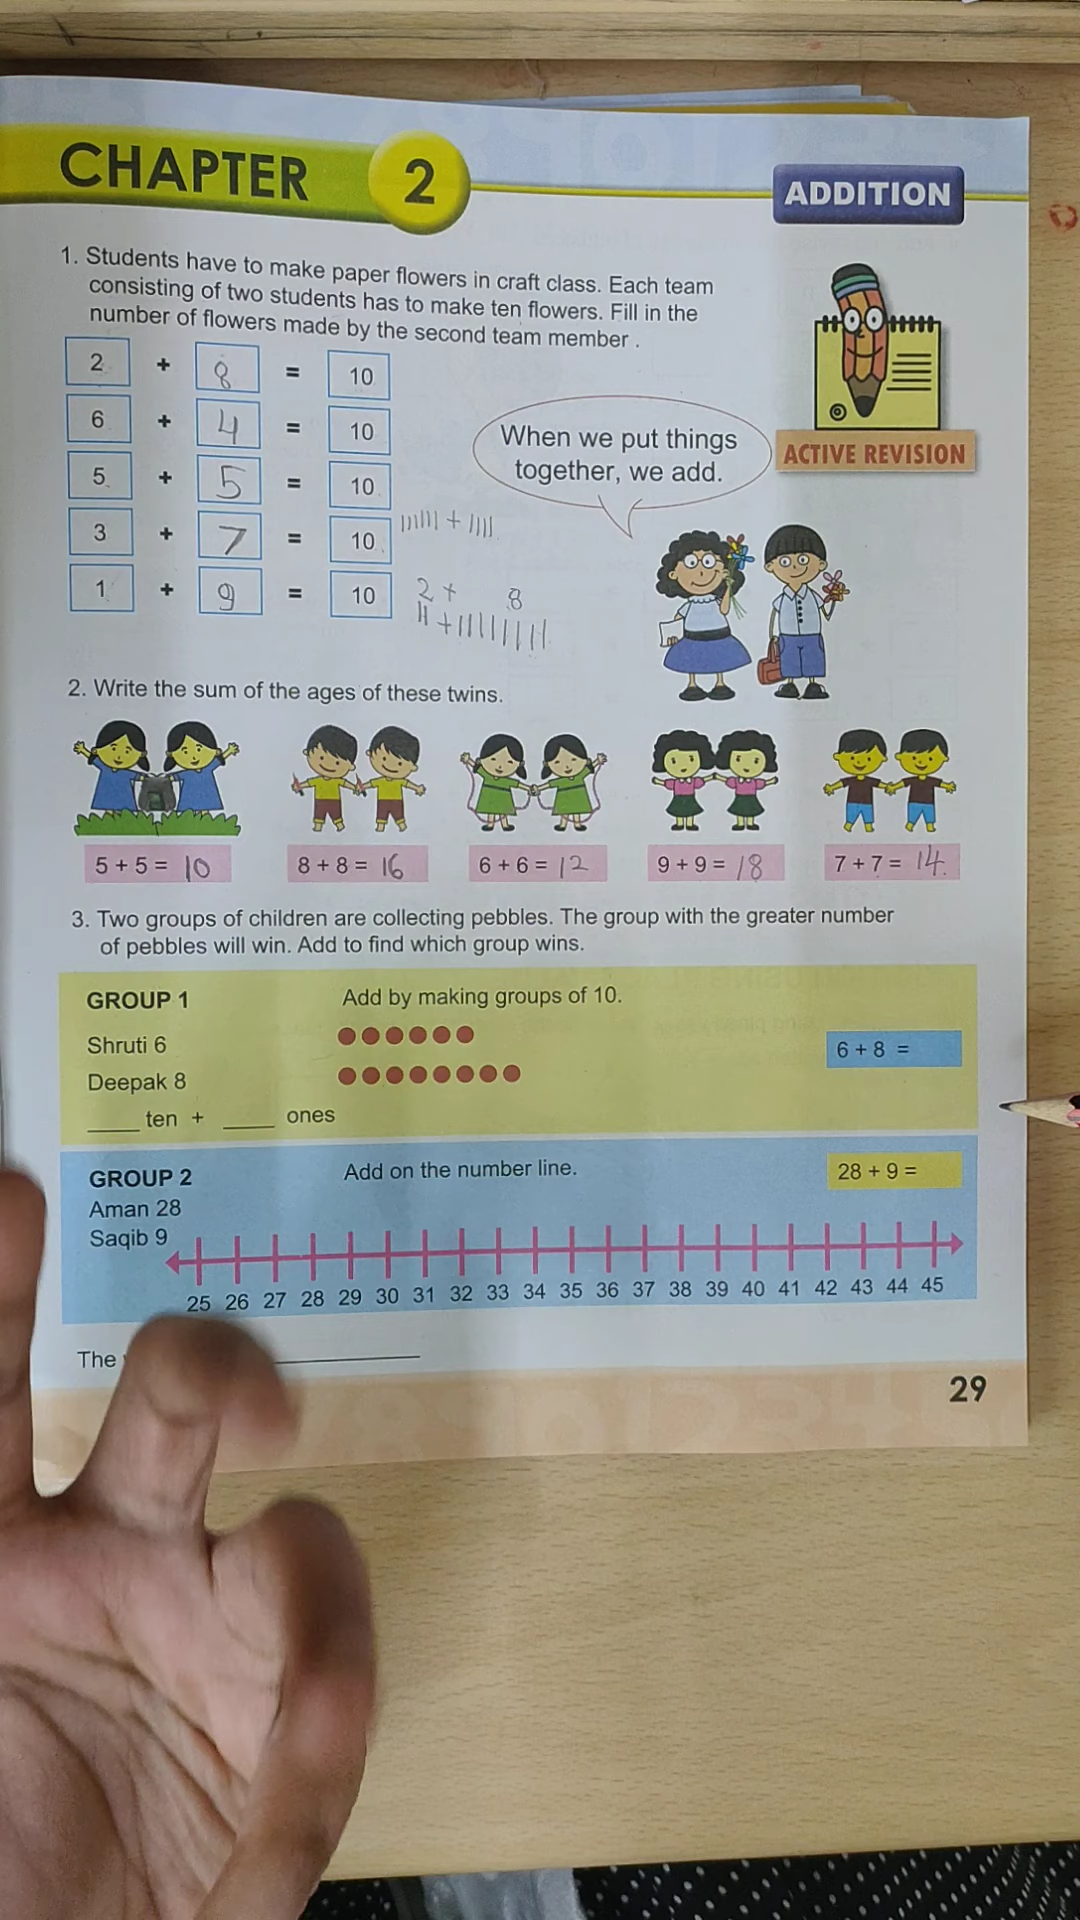 CHAPTER 2
ADDITION
1. Students have to make paper flowers in craft class. Each team
consisting of two students has to make ten flowers. Fill in the
number of flowers made by the second team member .
2 + 8 = 10
6 + 4 = 10
5 + 5 = 10
3 + 7 = 10
1 + 9 = 10
2 + 8
When we put things
together, we add.
ACTIVE REVISION
2. Write the sum of the ages of these twins.
5 + 5 = 10 8 + 8 = 16 6 + 6 = 12 9 + 9 = 18 7 + 7 = 14
3. Two groups of children are collecting pebbles. The group with the greater number
of pebbles will win. Add to find which group wins.
GROUP 1 Add by making groups of 10.
Shruti 6
6 + 8 =
Deepak 8
____ ten + ____ ones
GROUP 2 Add on the number line.
28 + 9 =
Aman 28
Saqib 9
25 26 27 28 29 30 31 32 33 34 35 36 37 38 39 40 41 42 43 44 45
The
29